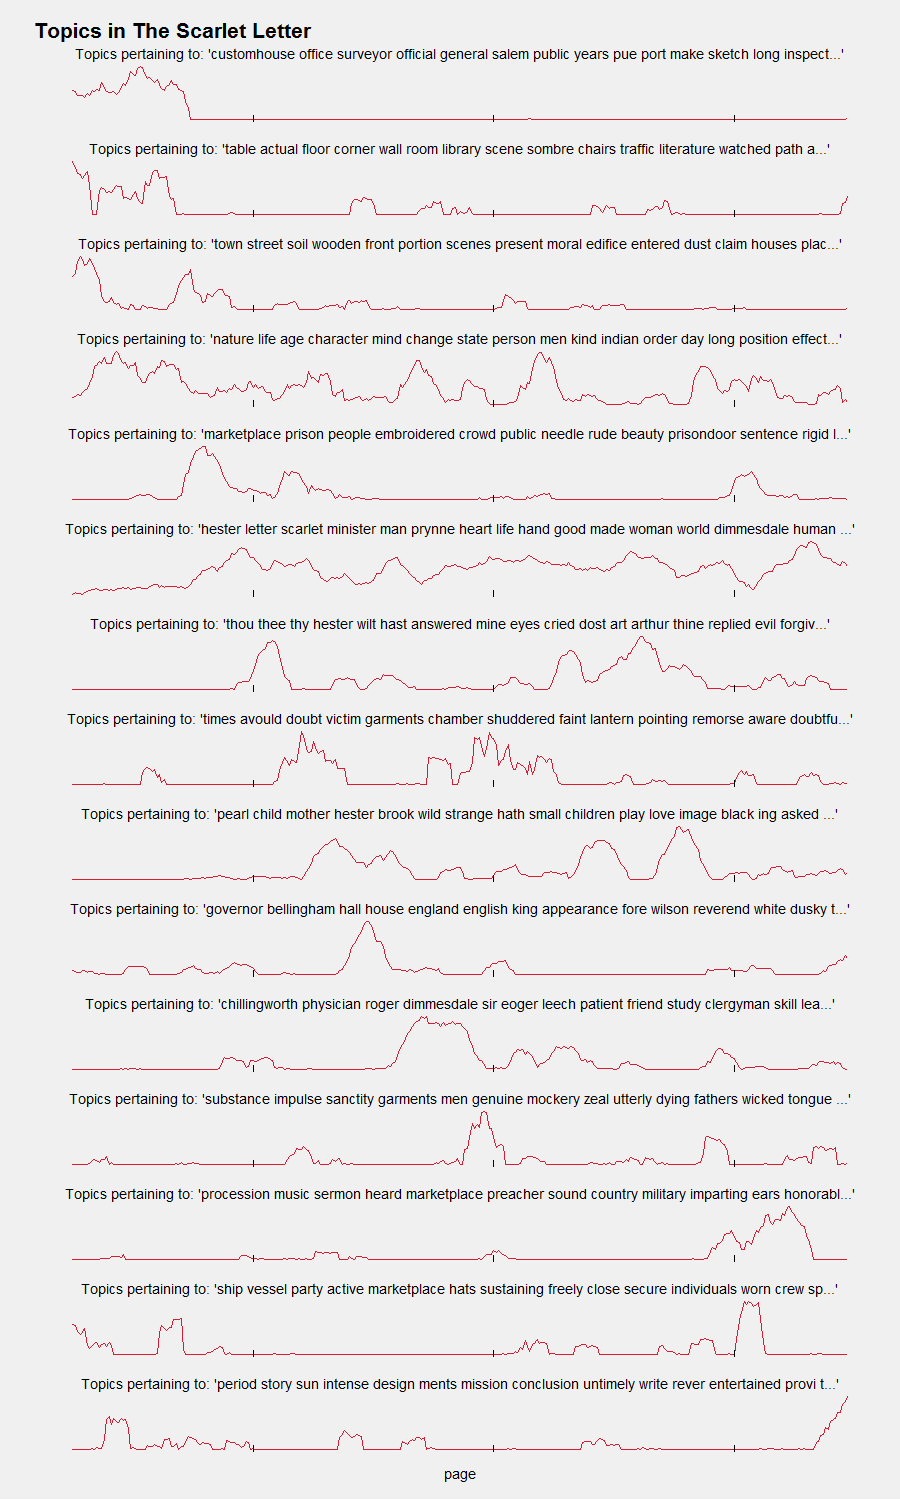 Topics in The Scarlet Letter
Topics pertaining to: 'customhouse office surveyor official general salem public years pue port make sketch long inspect...'
Topics pertaining to: 'table actual floor corner wall room library scene sombre chairs traffic literature watched path a...'
Topics pertaining to: 'town street soil wooden front portion scenes present moral edifice entered dust claim houses plac...'
Topics pertaining to: 'nature life age character mind change state person men kind indian order day long position effect...'
Topics pertaining to: 'marketplace prison people embroidered crowd public needle rude beauty prisondoor sentence rigid l...'
Topics pertaining to: 'hester letter scarlet minister man prynne heart life hand good made woman world dimmesdale human ...'
Topics pertaining to: 'thou thee thy hester wilt hast answered mine eyes cried dost art arthur thine replied evil forgiv...'
Topics pertaining to: 'times avould doubt victim garments chamber shuddered faint lantern pointing remorse aware doubtfu...'
Topics pertaining to: 'pearl child mother hester brook wild strange hath small children play love image black ing asked ...'
Topics pertaining to: 'governor bellingham hall house england english king appearance fore wilson reverend white dusky t...'
Topics pertaining to: 'chillingworth physician roger dimmesdale sir eoger leech patient friend study clergyman skill lea...'
Topics pertaining to: 'substance impulse sanctity garments men genuine mockery zeal utterly dying fathers wicked tongue ...'
Topics pertaining to: 'procession music sermon heard marketplace preacher sound country military imparting ears honorabl...'
Topics pertaining to: 'ship vessel party active marketplace hats sustaining freely close secure individuals worn crew sp...'
Topics pertaining to: 'period story sun intense design ments mission conclusion untimely write rever entertained provi t...'
page